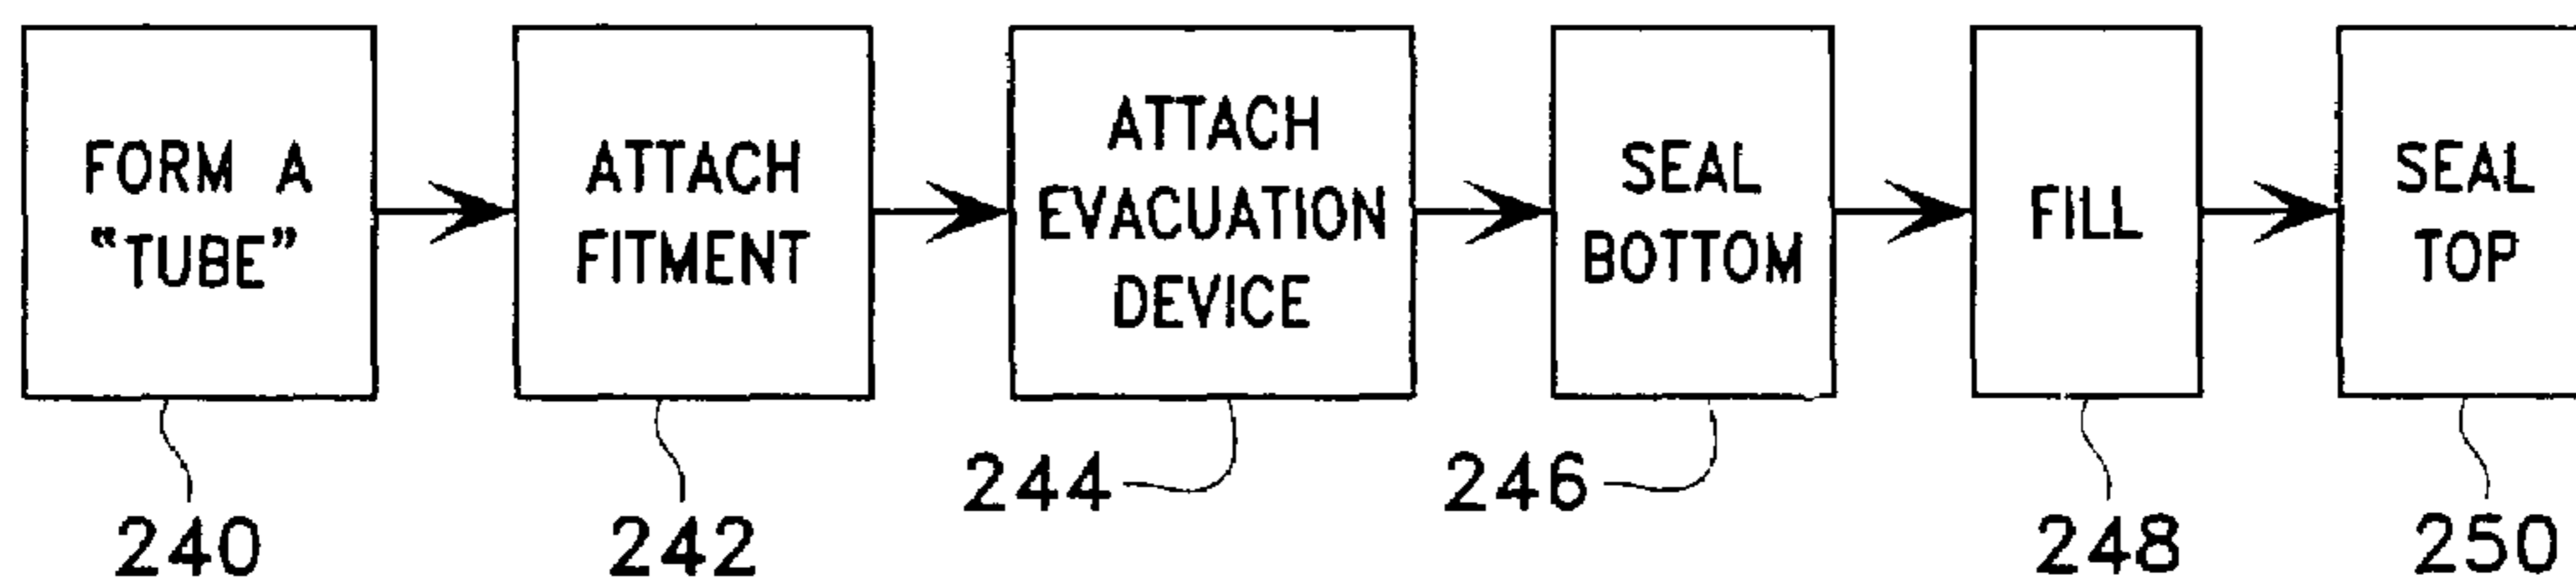 FORM A
“TUBE”
ATTACH
FITMENT
ATTACH
EVACUATION
DEVICE
SEAL
BOTTOM
FILL
SEAL
TOP
240
242
244
246
248
250